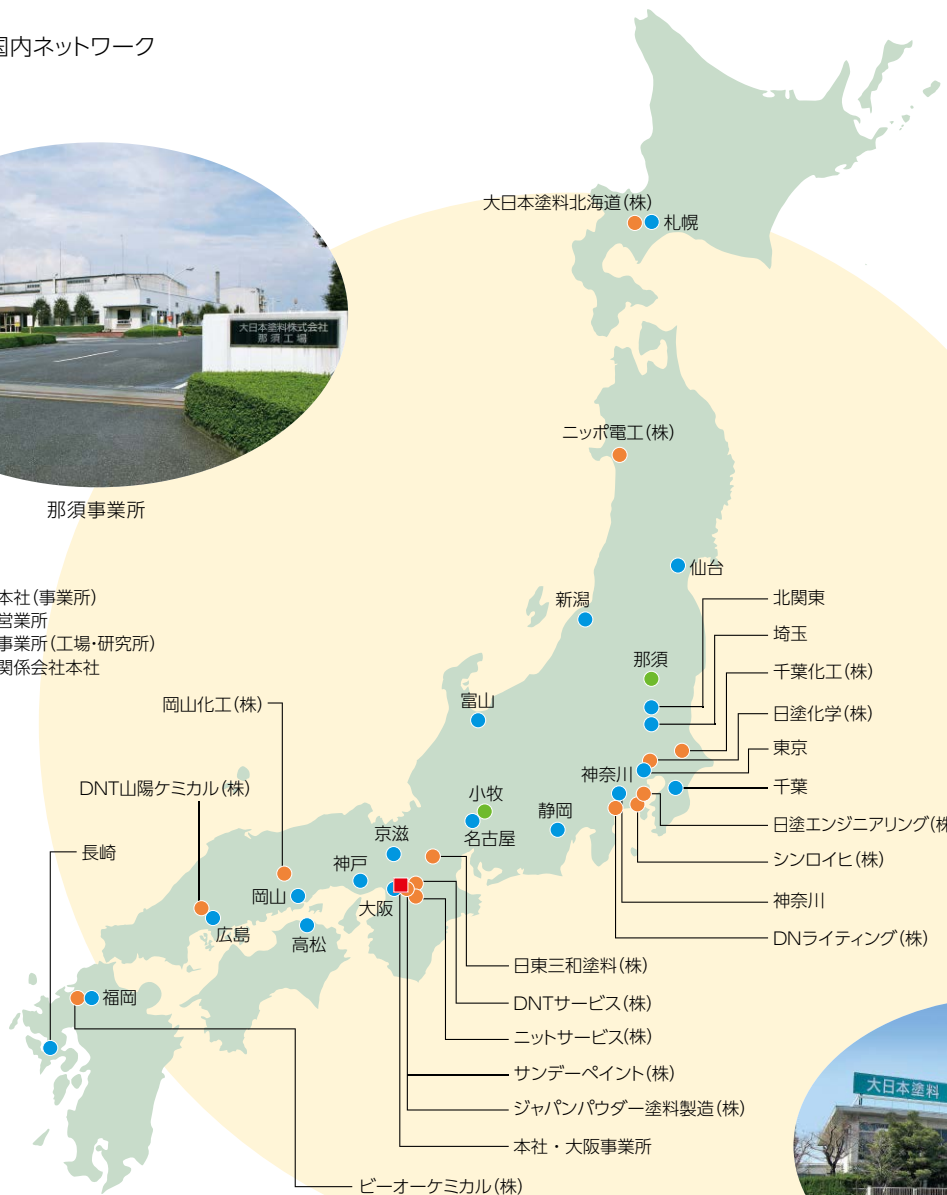 国内ネットワーク
大日本塗料北海道(株)
札幌
大日本塗料株式会社
那須工場
ニッポ電工(株)
那須事業所
仙台
本社(事業所)
営業所
事業所(工場・研究所)
関係会社本社
新潟
北関東
埼玉
那須
千葉化工(株)
岡山化工(株)
富山
日塗化学(株)
東京
神奈川
千葉
DNT山陽ケミカル(株)
小牧
名古屋
静岡
日塗エンジニアリング(株
京滋
長崎
神戸
シンロイヒ(株)
岡山
大阪
神奈川
広島
高松
DNライティング(株)
日東三和塗料(株)
福岡
DNTサービス(株)
ニットサービス(株)
サンデーペイント(株)
大日本塗料
ジャパンパウダー塗料製造(株)
本社・大阪事業所
ビーオーケミカル(株)